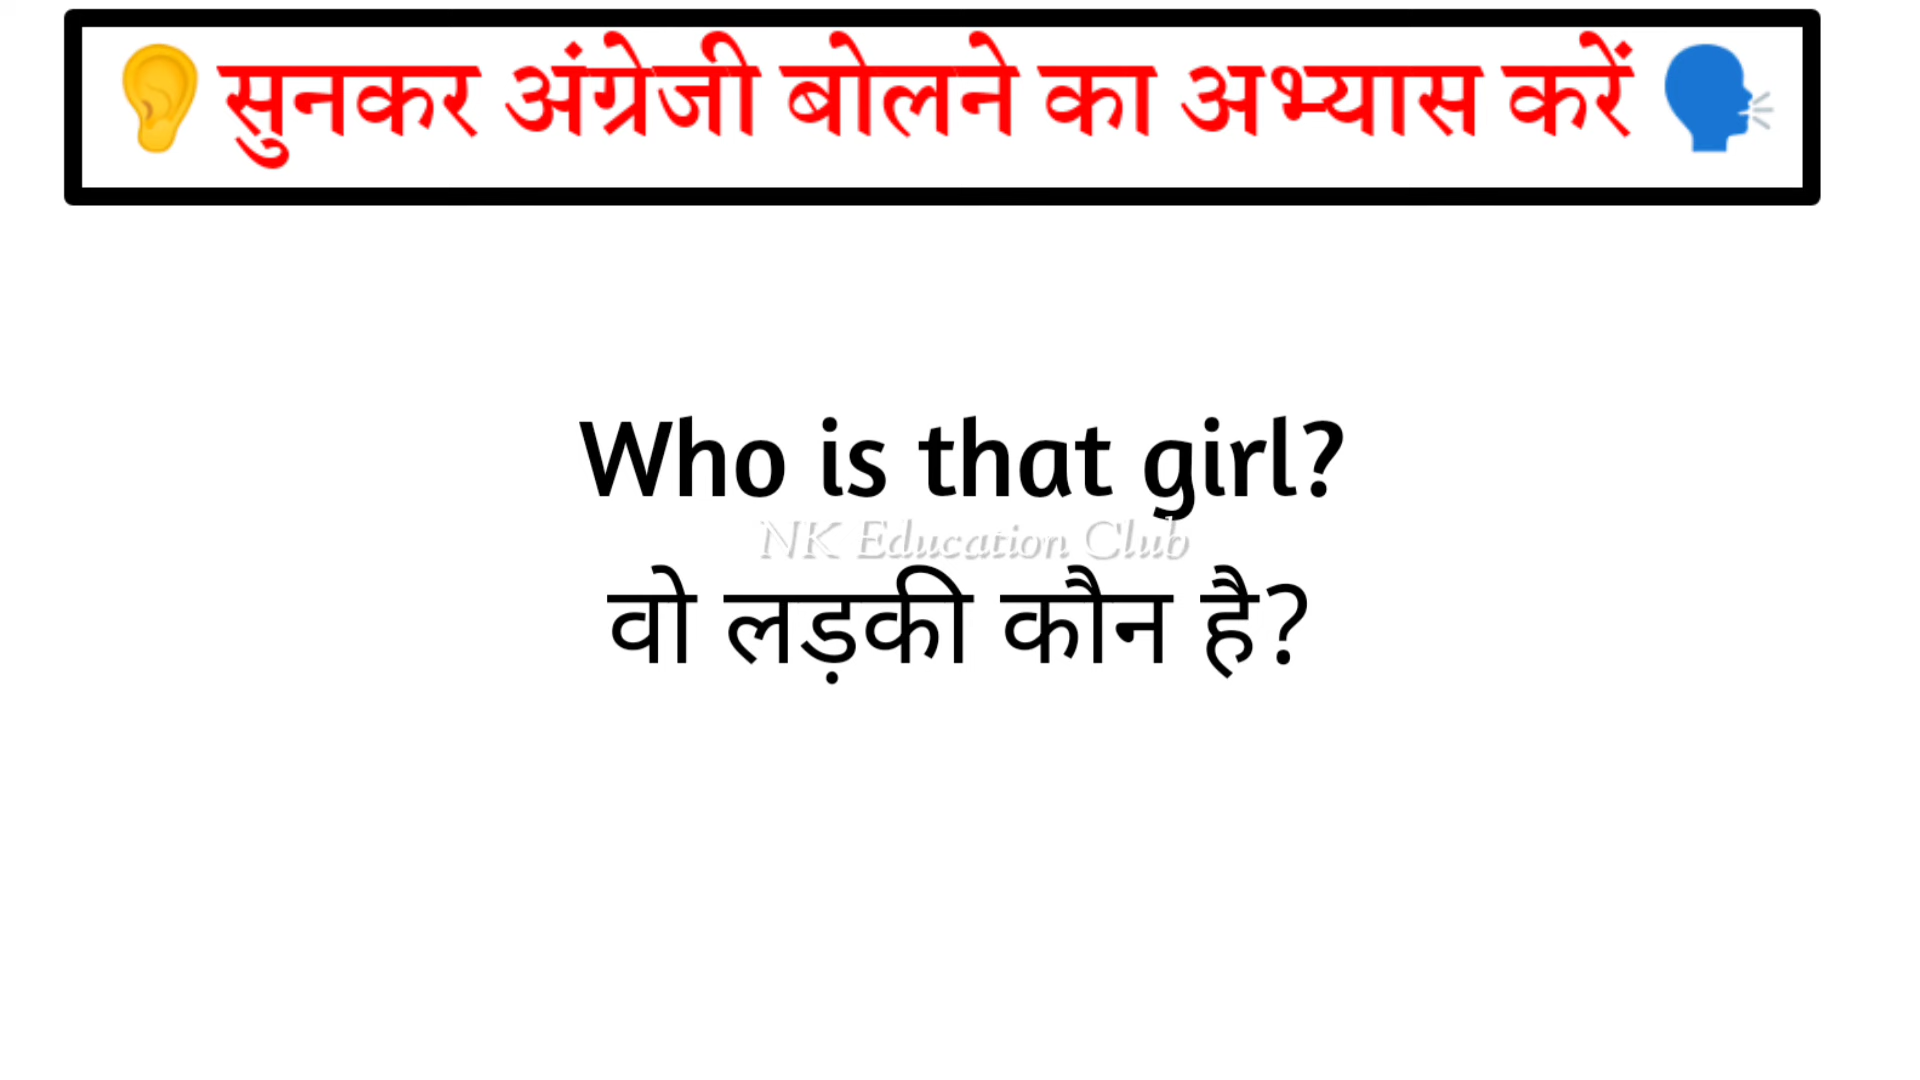 👂सुनकर अंग्रेजी बोलने का अभ्यास करें🗣️
Who is that girl?
NK Education Club
वो लड़की कौन है?